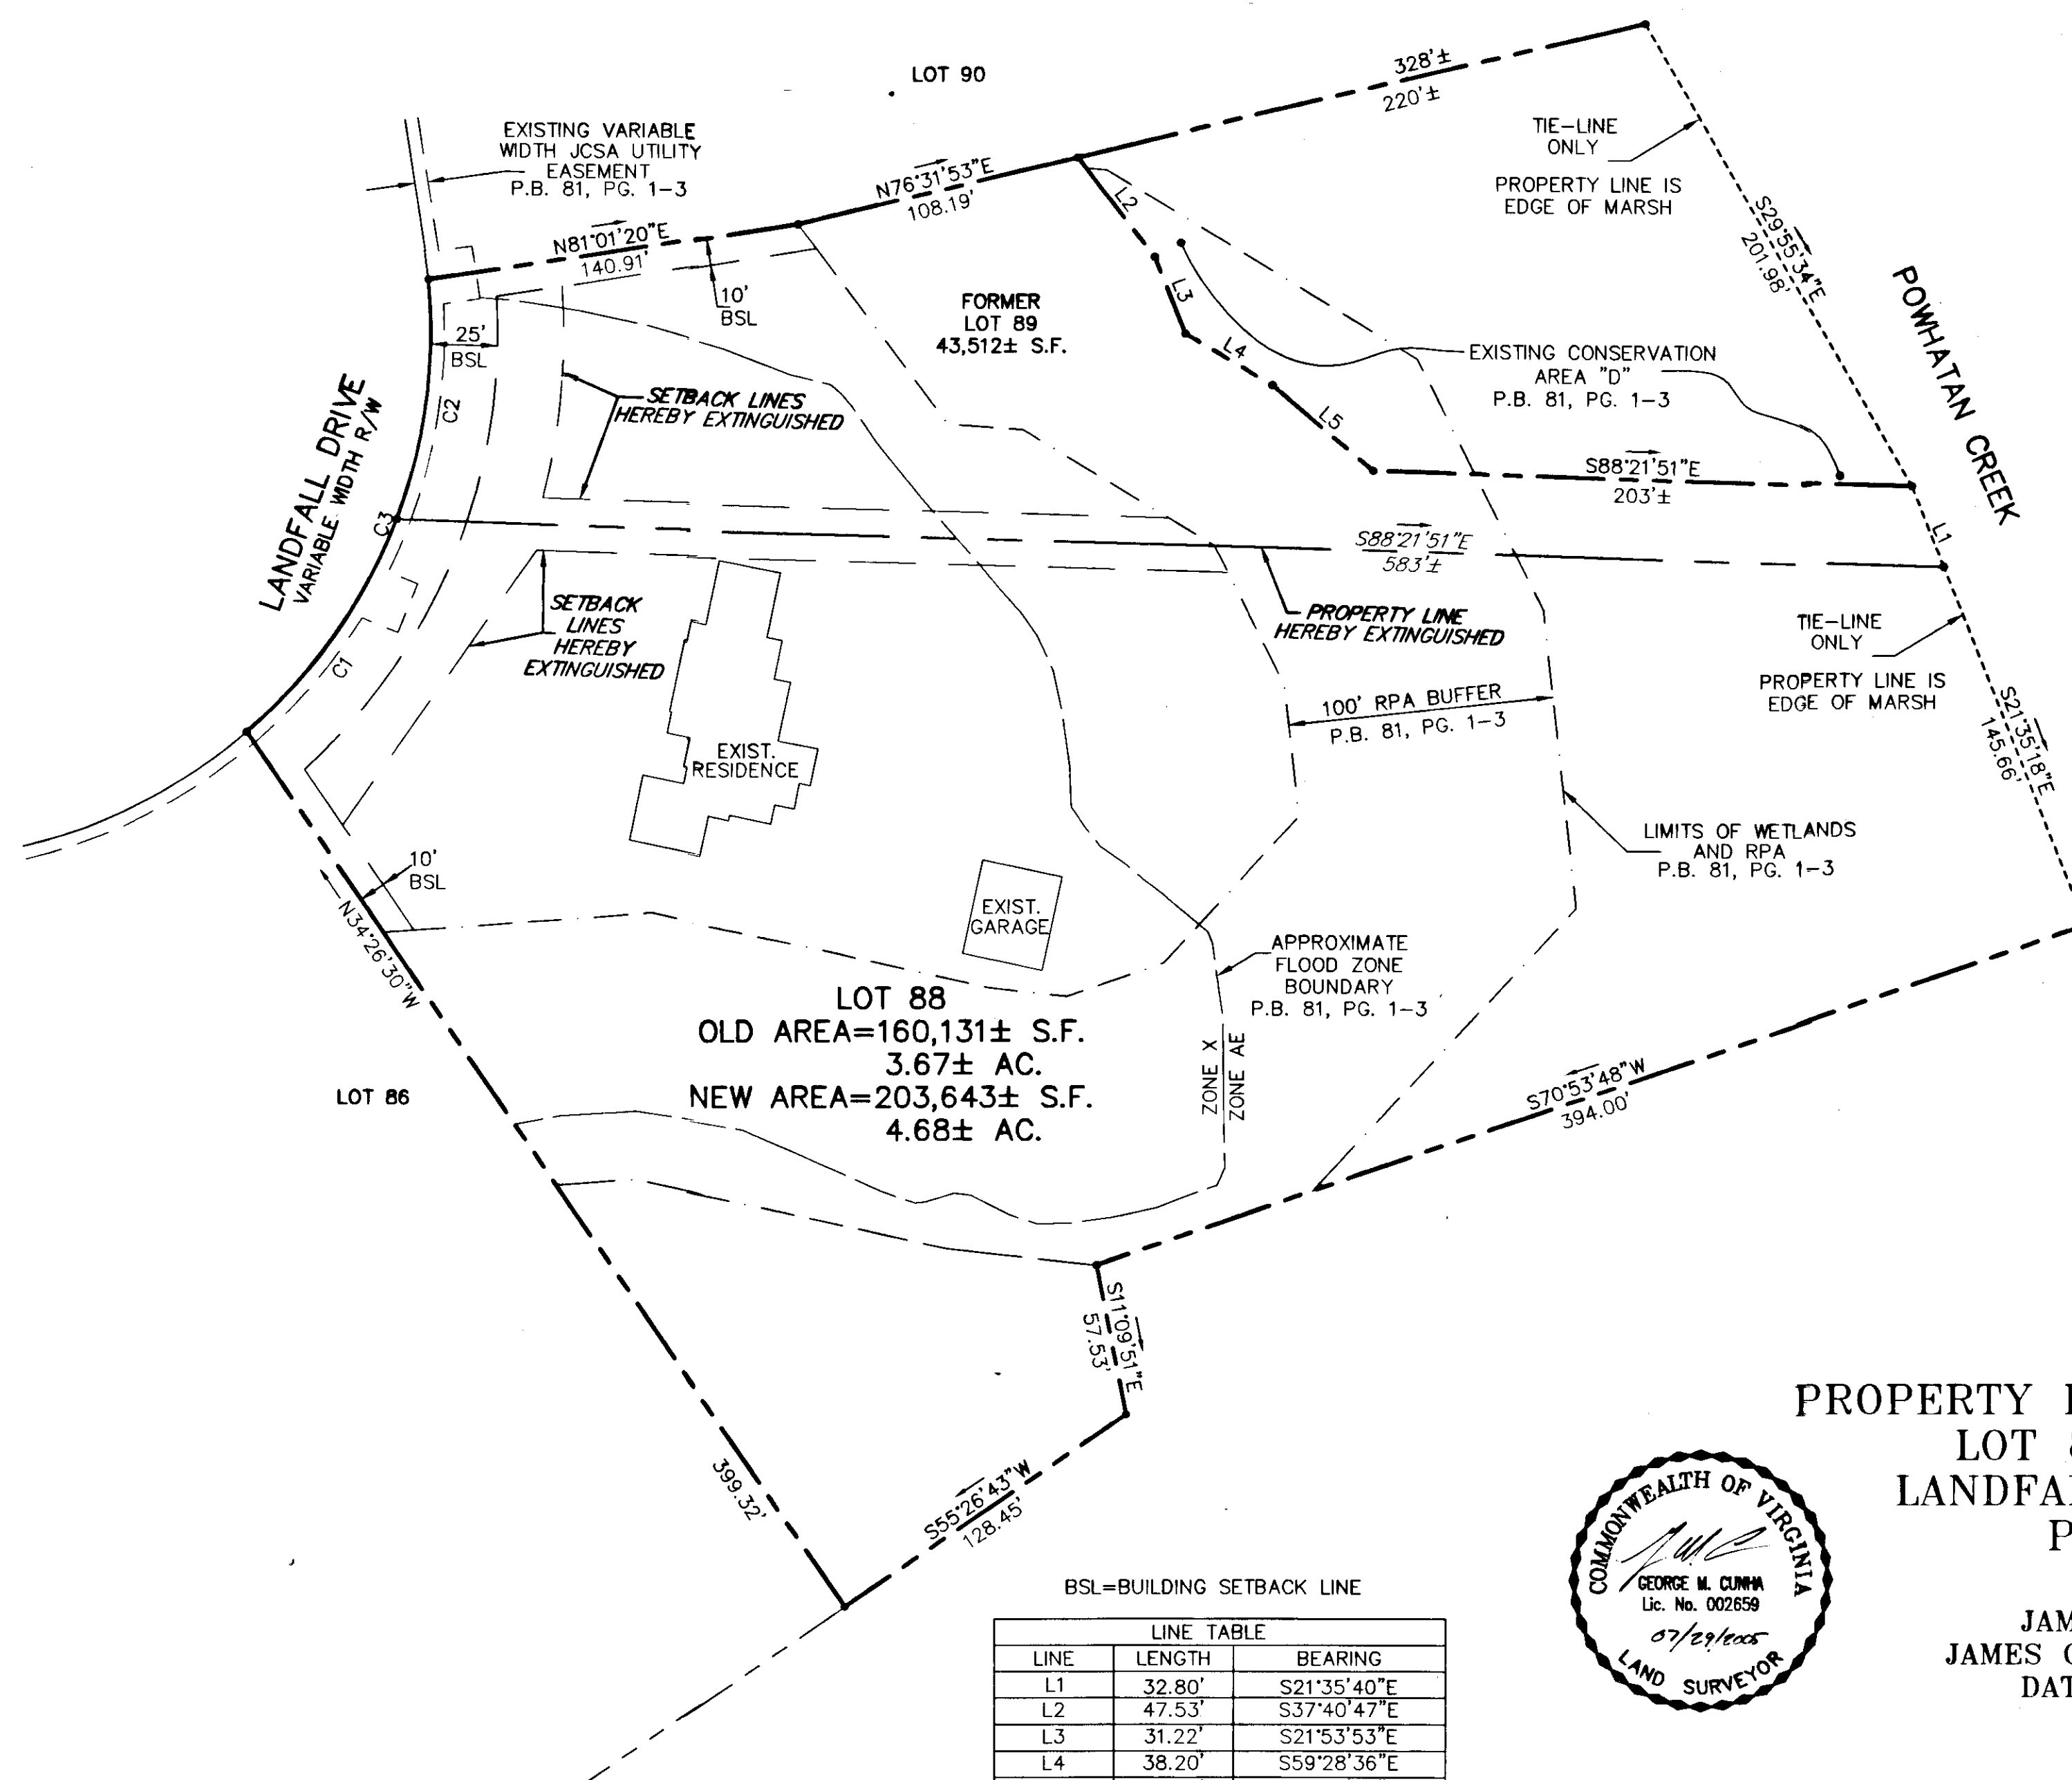 LOT 90
328'±
220'±
EXISTING VARIABLE
WIDTH JCSA UTILITY
EASEMENT
P.B. 81, PG. 1-3
TIE-LINE
ONLY
PROPERTY LINE IS
EDGE OF MARSH
N76°31'53"E
108.19'
L2
N81°01'20"E
140.91'
S29°55'34"E
201.98'
POWHATAN CREEK
10'
BSL
FORMER
LOT 89
43,512± S.F.
L3
25'
BSL
L4
EXISTING CONSERVATION
AREA "D"
P.B. 81, PG. 1-3
LANDFALL DRIVE
VARIABLE WIDTH R/W
C2
SETBACK LINES
HEREBY EXTINGUISHED
L5
S88°21'51"E
203'±
C3
L1
S88°21'51"E
583'±
SETBACK
LINES
HEREBY
EXTINGUISHED
PROPERTY LINE
HEREBY EXTINGUISHED
TIE-LINE
ONLY
PROPERTY LINE IS
EDGE OF MARSH
C1
100' RPA BUFFER
P.B. 81, PG. 1-3
S21°35'18"E
145.66'
EXIST.
RESIDENCE
LIMITS OF WETLANDS
AND RPA
P.B. 81, PG. 1-3
10'
BSL
N34°26'30"W
EXIST.
GARAGE
APPROXIMATE
FLOOD ZONE
BOUNDARY
P.B. 81, PG. 1-3
LOT 88
OLD AREA=160,131± S.F.
3.67± AC.
NEW AREA=203,643± S.F.
4.68± AC.
ZONE X
ZONE AE
LOT 86
S70°53'48"W
394.00'
S11°09'51"E
57.53'
399.32'
S55°26'43"W
128.45'
PROPERTY
LOT
LANDFA
P
JAM
JAMES
DAT
COMMONWEALTH OF VIRGINIA
GEORGE M. CUNHA
Lic. No. 002659
07/29/2005
LAND SURVEYOR
BSL=BUILDING SETBACK LINE
LINE TABLE
LINE LENGTH BEARING
L1 32.80' S21°35'40"E
L2 47.53' S37°40'47"E
L3 31.22' S21°53'53"E
L4 38.20' S59°28'36"E